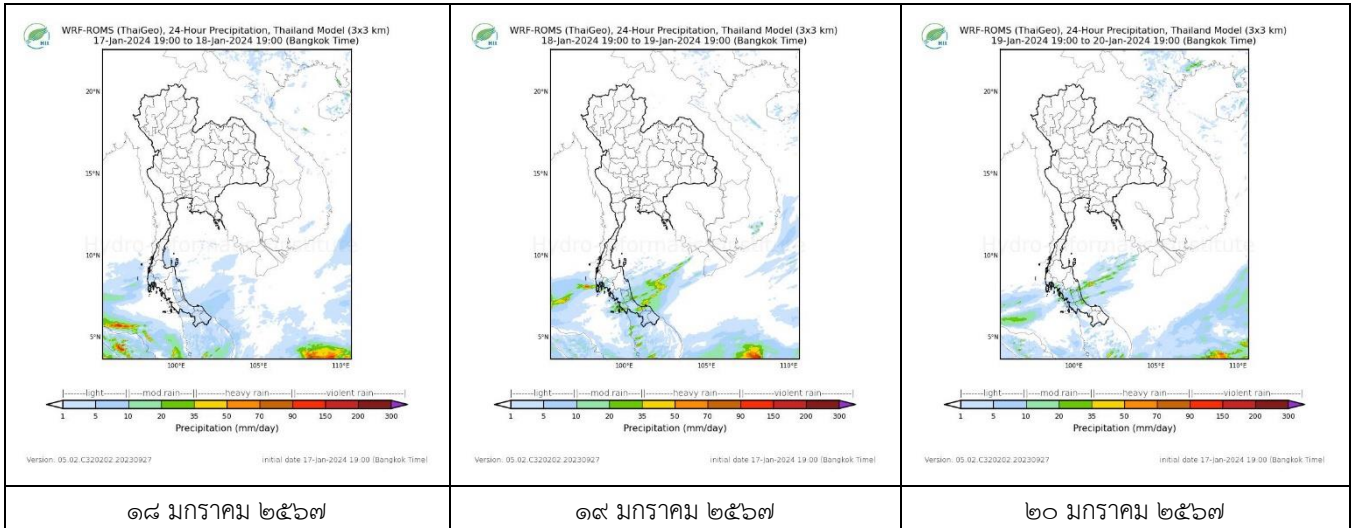 WRF-ROMS (ThaiGeo), 24-Hour Precipitation, Thailand Model (3x3 km)
17-Jan-2024 19:00 to 18-Jan-2024 19:00 (Bangkok Time)
HII
20°N
15°N
10°N
5°N
Hydro-Informatics Institute
100°E 105°E 110°E
light mod rain heavy rain violent rain
1 5 10 20 35 50 70 90 150 200 300
Precipitation (mm/day)
Version: 05.02.C320202.20230927 initial date 17-Jan-2024 19:00 (Bangkok Time)
๑๘ มกราคม ๒๕๖๗
WRF-ROMS (ThaiGeo), 24-Hour Precipitation, Thailand Model (3x3 km)
18-Jan-2024 19:00 to 19-Jan-2024 19:00 (Bangkok Time)
HII
20°N
15°N
10°N
5°N
Hydro-Informatics Institute
100°E 105°E 110°E
light mod rain heavy rain violent rain
1 5 10 20 35 50 70 90 150 200 300
Precipitation (mm/day)
Version: 05.02.C320202.20230927 initial date 17-Jan-2024 19:00 (Bangkok Time)
๑๙ มกราคม ๒๕๖๗
WRF-ROMS (ThaiGeo), 24-Hour Precipitation, Thailand Model (3x3 km)
19-Jan-2024 19:00 to 20-Jan-2024 19:00 (Bangkok Time)
HII
20°N
15°N
10°N
5°N
Hydro-Informatics Institute
100°E 105°E 110°E
light mod rain heavy rain violent rain
1 5 10 20 35 50 70 90 150 200 300
Precipitation (mm/day)
Version: 05.02.C320202.20230927 initial date 17-Jan-2024 19:00 (Bangkok Time)
๒๐ มกราคม ๒๕๖๗